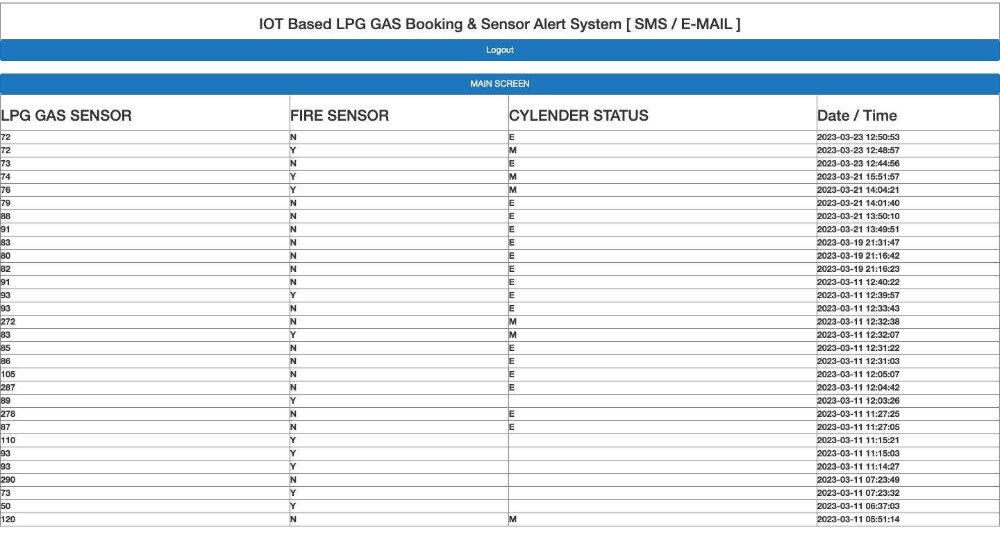 IOT Based LPG GAS Booking & Sensor Alert System [ SMS / E-MAIL ]
Logout
MAIN SCREEN
LPG GAS SENSOR FIRE SENSOR CYLENDER STATUS Date / Time
72 N E 2023-03-23 12:50:53
72 Y M 2023-03-23 12:48:57
73 N E 2023-03-23 12:44:56
74 Y M 2023-03-21 15:51:57
76 Y M 2023-03-21 14:04:21
79 N E 2023-03-21 14:01:40
88 N E 2023-03-21 13:50:10
91 N E 2023-03-21 13:49:51
83 N E 2023-03-19 21:31:47
80 N E 2023-03-19 21:16:42
82 N E 2023-03-19 21:16:23
91 N E 2023-03-11 12:40:22
93 Y E 2023-03-11 12:39:57
93 N E 2023-03-11 12:33:43
272 N M 2023-03-11 12:32:38
83 Y M 2023-03-11 12:32:07
85 N E 2023-03-11 12:31:22
86 N E 2023-03-11 12:31:03
105 N E 2023-03-11 12:05:07
287 N E 2023-03-11 12:04:42
89 Y 2023-03-11 12:03:26
278 N E 2023-03-11 11:27:25
87 N E 2023-03-11 11:27:05
110 Y 2023-03-11 11:15:21
93 Y 2023-03-11 11:15:03
93 Y 2023-03-11 11:14:27
290 N 2023-03-11 07:23:49
73 Y 2023-03-11 07:23:32
50 Y 2023-03-11 06:37:03
120 N M 2023-03-11 05:51:14